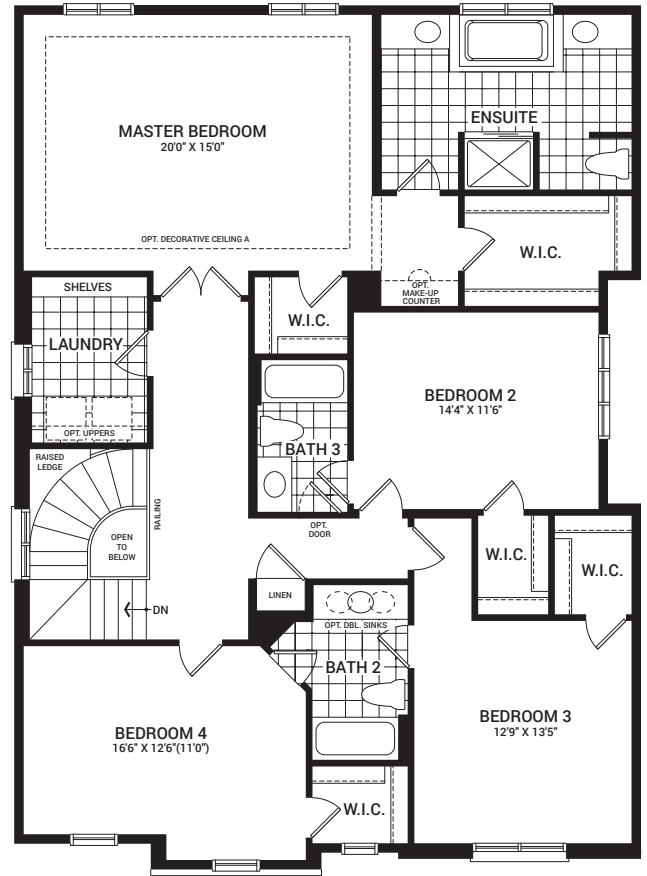 ENSUITE
MASTER BEDROOM
20'0" X 15'0"
OPT. DECORATIVE CEILING A
W.I.C.
OPT.
MAKE-UP
COUNTER
SHELVES
W.I.C.
LAUNDRY
OPT. UPPERS
BEDROOM 2
14'4" X 11'6"
BATH 3
RAISED
LEDGE
RAILING
OPEN
TO
BELOW
OPT.
DOOR
W.I.C.
W.I.C.
LINEN
DN
OPT. DBL. SINKS
BATH 2
BEDROOM 3
12'9" X 13'5"
BEDROOM 4
16'6" X 12'6"(11'0")
W.I.C.